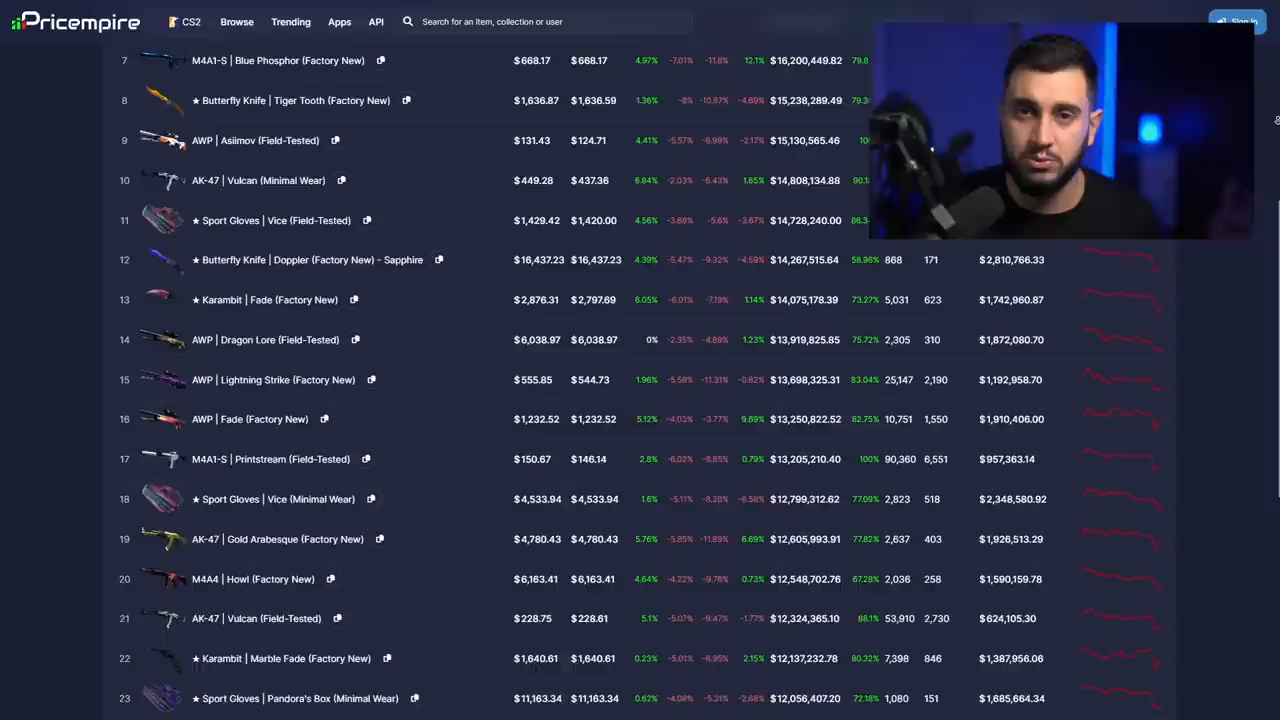 Pricempire CS2 Browse Trending Apps API Search for an item, collection or user Sign In
7 M4A1-S | Blue Phosphor (Factory New) $668.17 $668.17 4.97% -7.01% -11.8% 12.1% $16,200,449.82 79.8
8 ★ Butterfly Knife | Tiger Tooth (Factory New) $1,636.87 $1,636.59 1.36% -8% -10.87% -4.69% $15,238,289.49 79.3
9 AWP | Asiimov (Field-Tested) $131.43 $124.71 4.41% -5.57% -8.99% -2.17% $15,130,565.46 10
10 AK-47 | Vulcan (Minimal Wear) $449.28 $437.36 6.84% -2.03% -6.43% 1.65% $14,808,134.88 90.1
11 ★ Sport Gloves | Vice (Field-Tested) $1,429.42 $1,420.00 4.56% -3.68% -5.6% -3.67% $14,728,240.00 86.3
12 ★ Butterfly Knife | Doppler (Factory New) - Sapphire $16,437.23 $16,437.23 4.39% -5.47% -9.32% -4.59% $14,267,515.64 58.96% 868 171 $2,810,766.33
13 ★ Karambit | Fade (Factory New) $2,876.31 $2,797.69 6.05% -6.01% -7.19% 1.14% $14,075,178.39 73.27% 5,031 623 $1,742,960.87
14 AWP | Dragon Lore (Field-Tested) $6,038.97 $6,038.97 0% -2.35% -4.89% 1.23% $13,919,825.85 75.72% 2,305 310 $1,872,080.70
15 AWP | Lightning Strike (Factory New) $555.85 $544.73 1.96% -5.58% -11.31% -0.82% $13,698,325.31 83.04% 25,147 2,190 $1,192,958.70
16 AWP | Fade (Factory New) $1,232.52 $1,232.52 5.12% -4.03% -3.77% 9.69% $13,250,822.52 82.75% 10,751 1,550 $1,910,406.00
17 M4A1-S | Printstream (Field-Tested) $150.67 $146.14 2.8% -6.02% -8.85% 0.79% $13,205,210.40 100% 90,360 6,551 $957,363.14
18 ★ Sport Gloves | Vice (Minimal Wear) $4,533.94 $4,533.94 1.6% -5.11% -8.28% -6.58% $12,799,312.62 77.09% 2,823 518 $2,348,580.92
19 AK-47 | Gold Arabesque (Factory New) $4,780.43 $4,780.43 5.76% -5.85% -11.89% 6.69% $12,605,993.91 77.82% 2,637 403 $1,926,513.29
20 M4A4 | Howl (Factory New) $6,163.41 $6,163.41 4.64% -4.22% -9.76% 0.73% $12,548,702.76 67.28% 2,036 258 $1,590,159.78
21 AK-47 | Vulcan (Field-Tested) $228.75 $228.61 5.1% -5.07% -9.47% -1.77% $12,324,365.10 88.1% 53,910 2,730 $624,105.30
22 ★ Karambit | Marble Fade (Factory New) $1,640.61 $1,640.61 0.23% -5.01% -6.95% 2.15% $12,137,232.78 80.32% 7,398 846 $1,387,956.06
23 ★ Sport Gloves | Pandora's Box (Minimal Wear) $11,163.34 $11,163.34 0.62% -4.08% -5.21% -2.68% $12,056,407.20 72.18% 1,080 151 $1,685,664.34